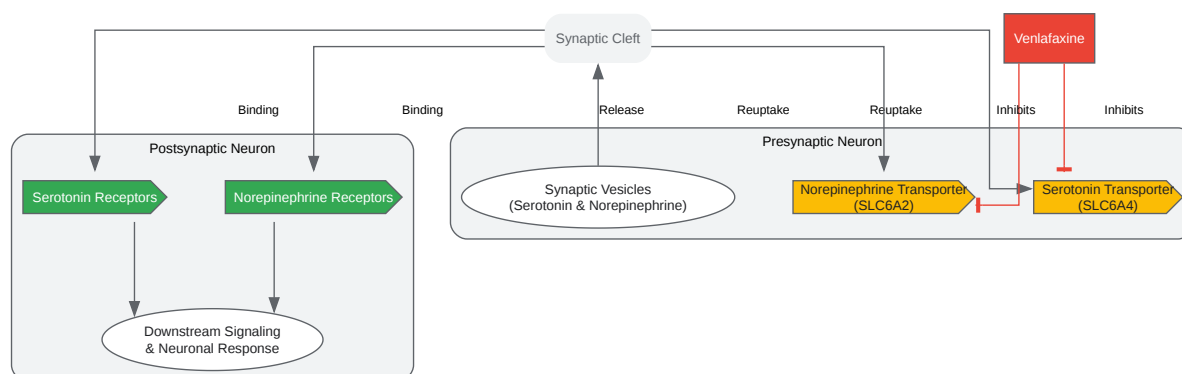 Synaptic Cleft
Venlafaxine
Binding
Binding
Release
Reuptake
Reuptake
Inhibits
Inhibits
Postsynaptic Neuron
Presynaptic Neuron
Serotonin Receptors
Norepinephrine Receptors
Synaptic Vesicles
(Serotonin & Norepinephrine)
Norepinephrine Transporter
(SLC6A2)
Serotonin Transporter
(SLC6A4)
Downstream Signaling
& Neuronal Response